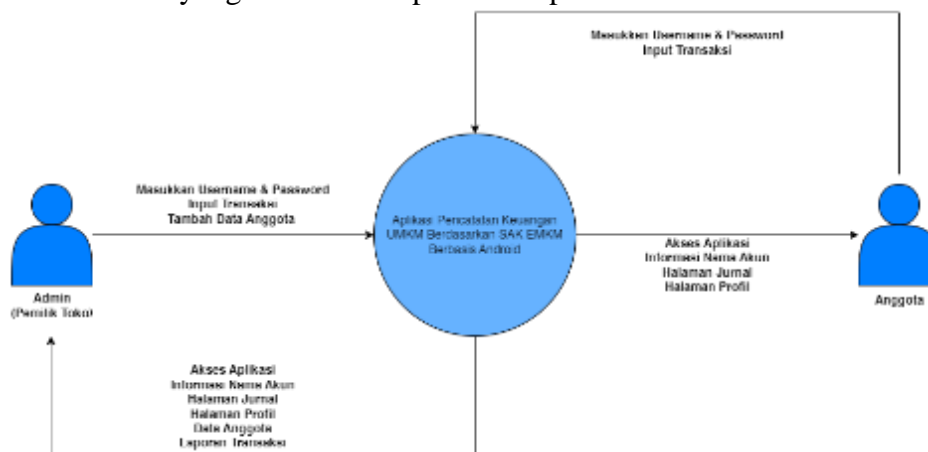 Masukkan Username & Password
Input Transaksi
Masukkan Username & Password
Input Transaksi
Tambah Data Anggota
Aplikasi Pencatatan Keuangan
UMKM Berdasarkan SAK EMKM
Berbasis Android
Akses Aplikasi
Informasi Nama Akun
Halaman Jurnal
Halaman Profil
Admin
(Pemilik Toko)
Anggota
Akses Aplikasi
Informasi Nama Akun
Halaman Jurnal
Halaman Profil
Data Anggota
Laporan Transaksi